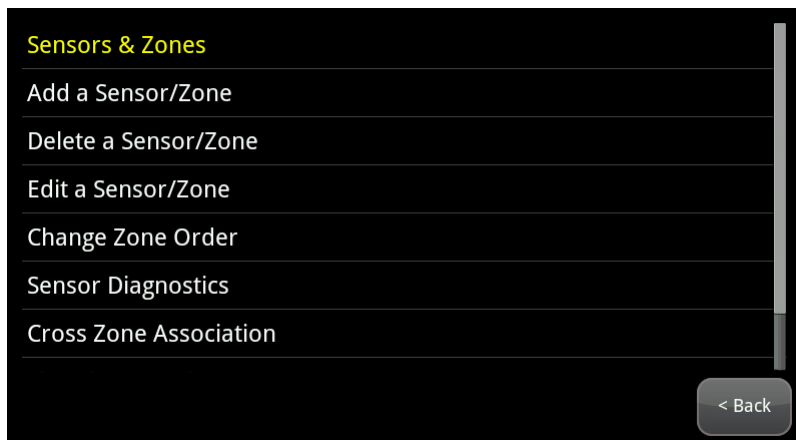 Sensors & Zones
Add a Sensor/Zone
Delete a Sensor/Zone
Edit a Sensor/Zone
Change Zone Order
Sensor Diagnostics
Cross Zone Association
< Back